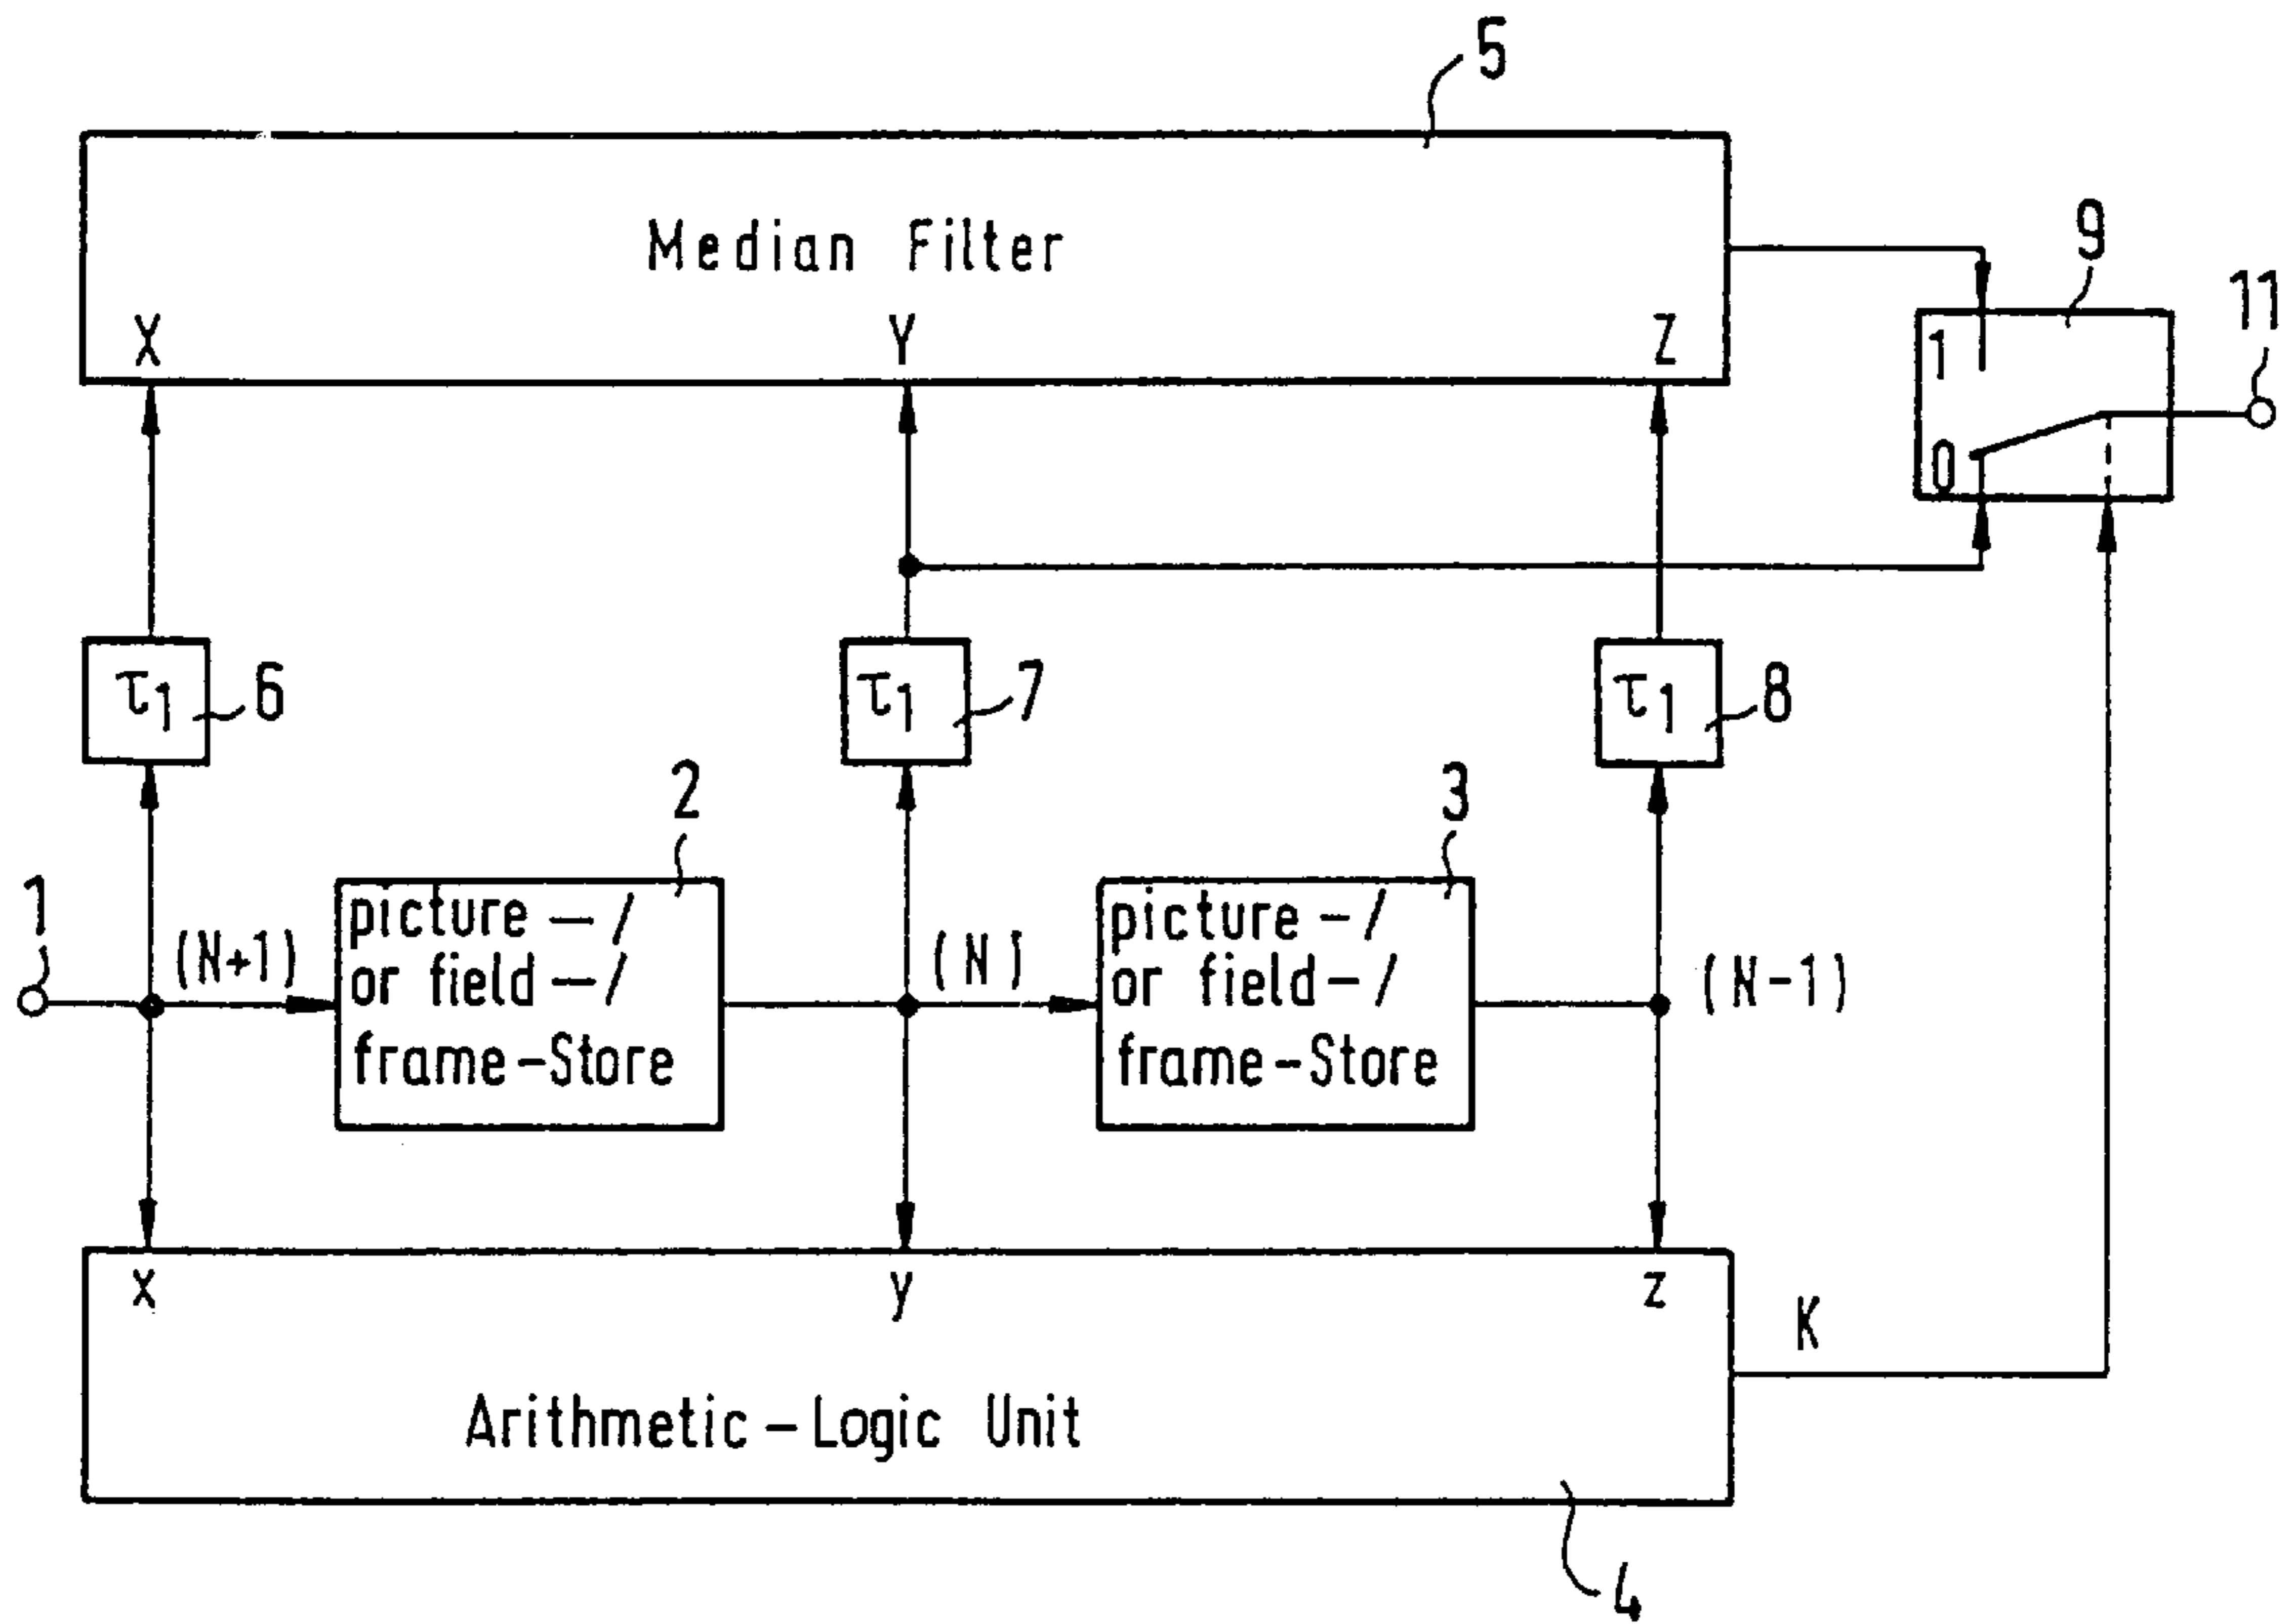 5
Median Filter
X Y Z
9
1
0
11
τ1 6
τ1 7
τ1 8
2
3
1
(N+1)
picture-/
or field-/
frame-Store
(N)
picture-/
or field-/
frame-Store
(N-1)
x y z
K
Arithmetic-Logic Unit
4